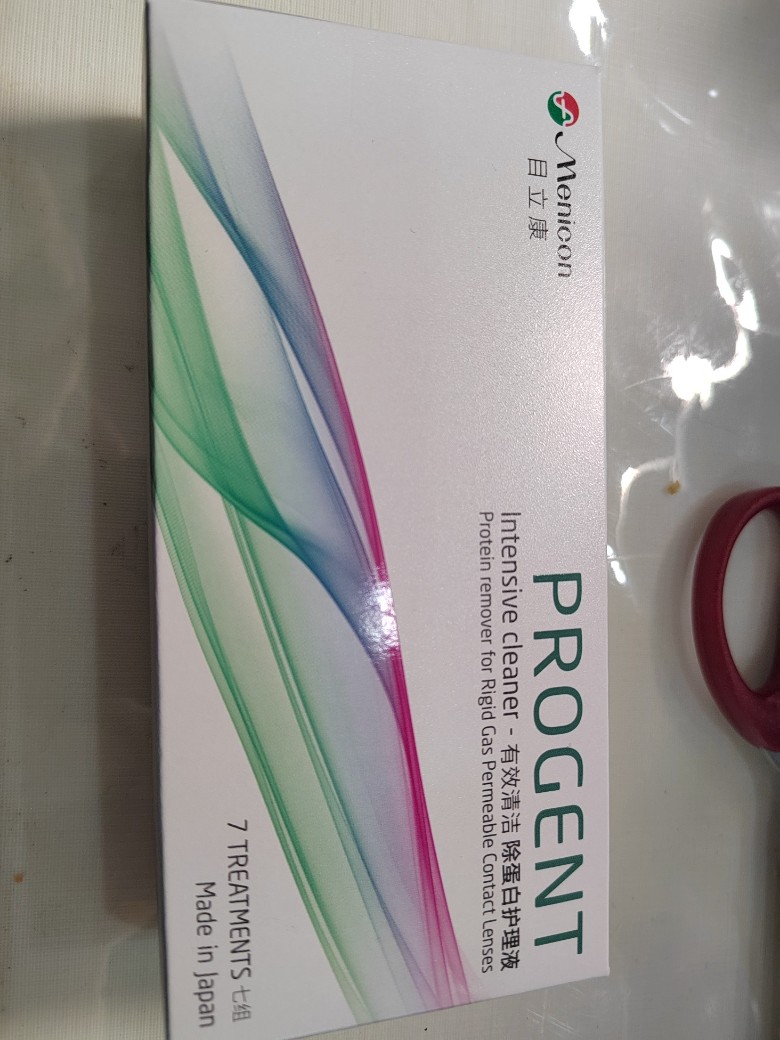 Menicon
目立康
PROGENT
Intensive cleaner - 有效清洁 除蛋白护理液
Protein remover for Rigid Gas Permeable Contact Lenses
7 TREATMENTS 七组
Made in Japan